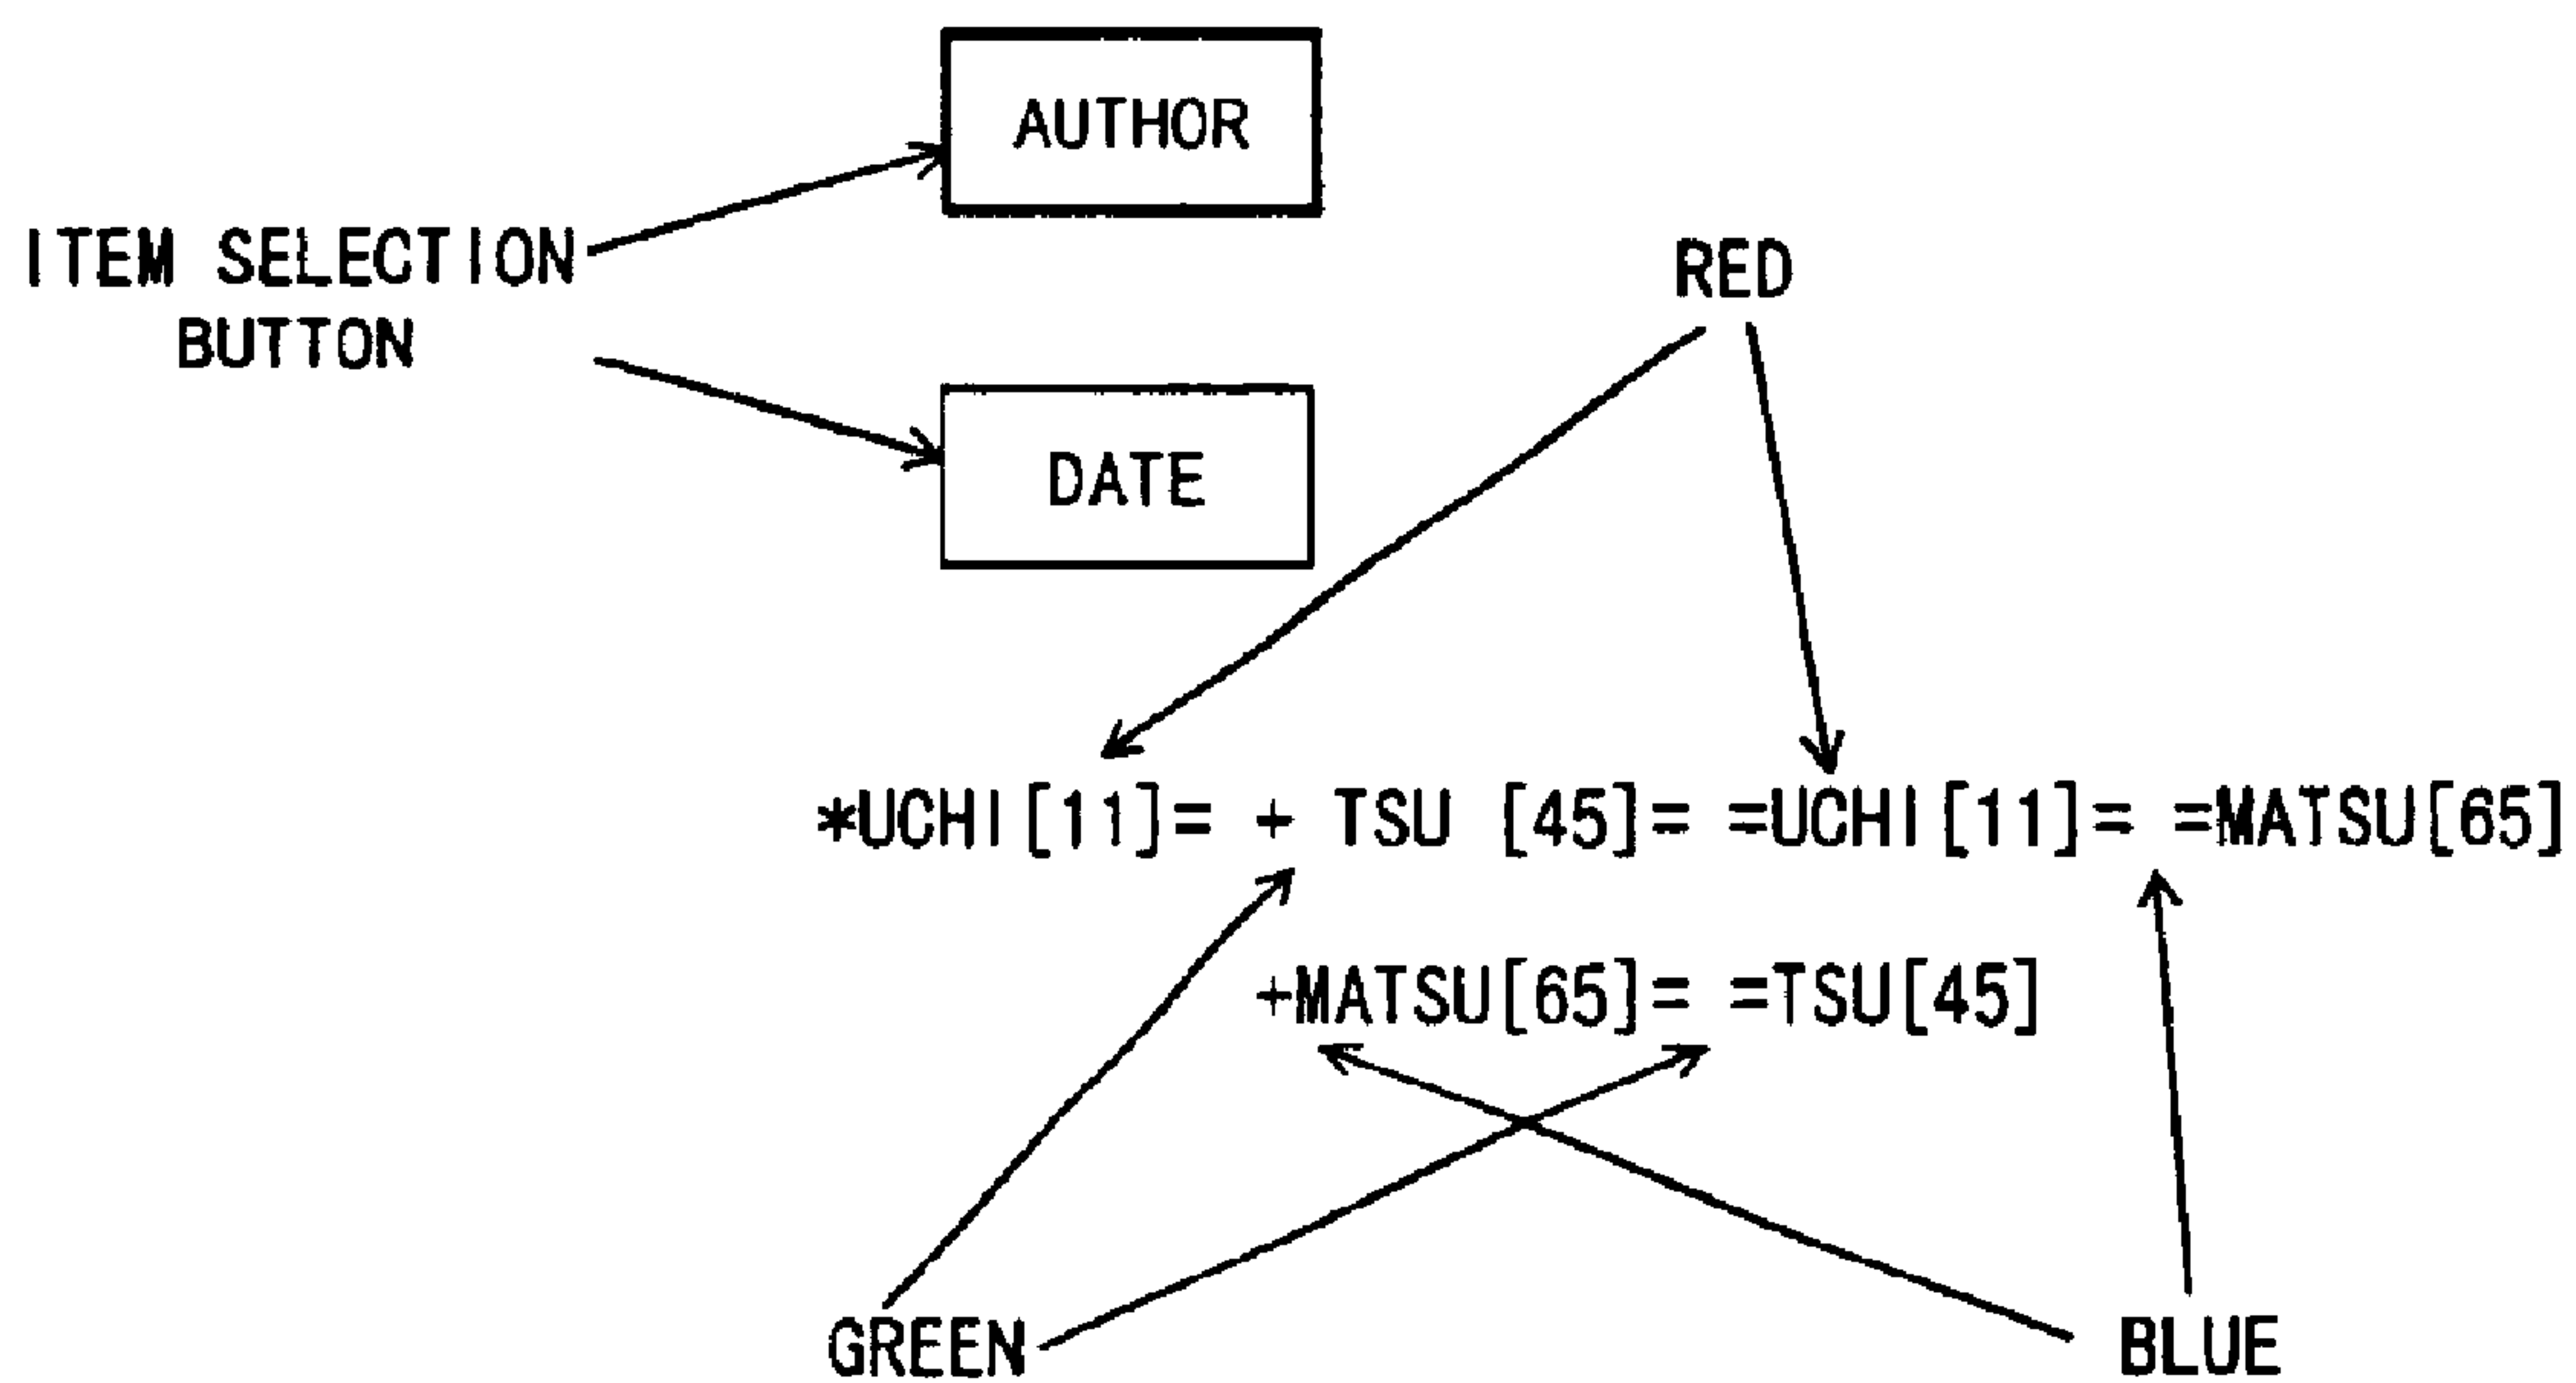 AUTHOR
ITEM SELECTION
BUTTON
RED
DATE
*UCHI[11]= + TSU [45]= =UCHI[11]= =MATSU[65]
+MATSU[65]= =TSU[45]
GREEN
BLUE